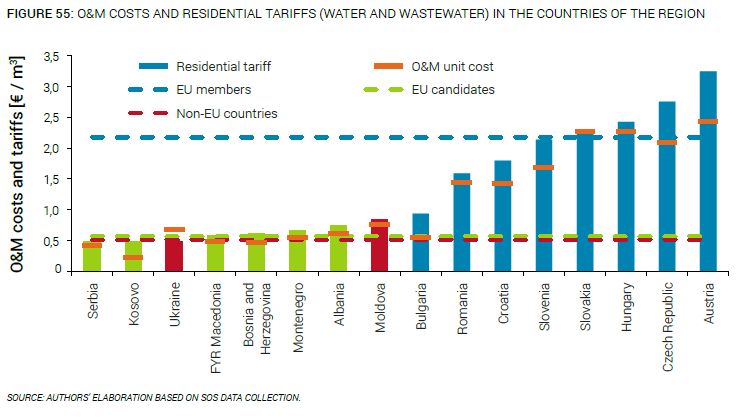 FIGURE 55: O&M COSTS AND RESIDENTIAL TARIFFS (WATER AND WASTEWATER) IN THE COUNTRIES OF THE REGION
O&M costs and tariffs [€ / m³]
3,5
3,0
2,5
2,0
1,5
1,0
0,5
0
Residential tariff
O&M unit cost
EU members
EU candidates
Non-EU countries
Serbia
Kosovo
Ukraine
FYR Macedonia
Bosnia and
Herzegovina
Montenegro
Albania
Moldova
Bulgaria
Romania
Croatia
Slovenia
Slovakia
Hungary
Czech Republic
Austria
SOURCE: AUTHORS' ELABORATION BASED ON SOS DATA COLLECTION.